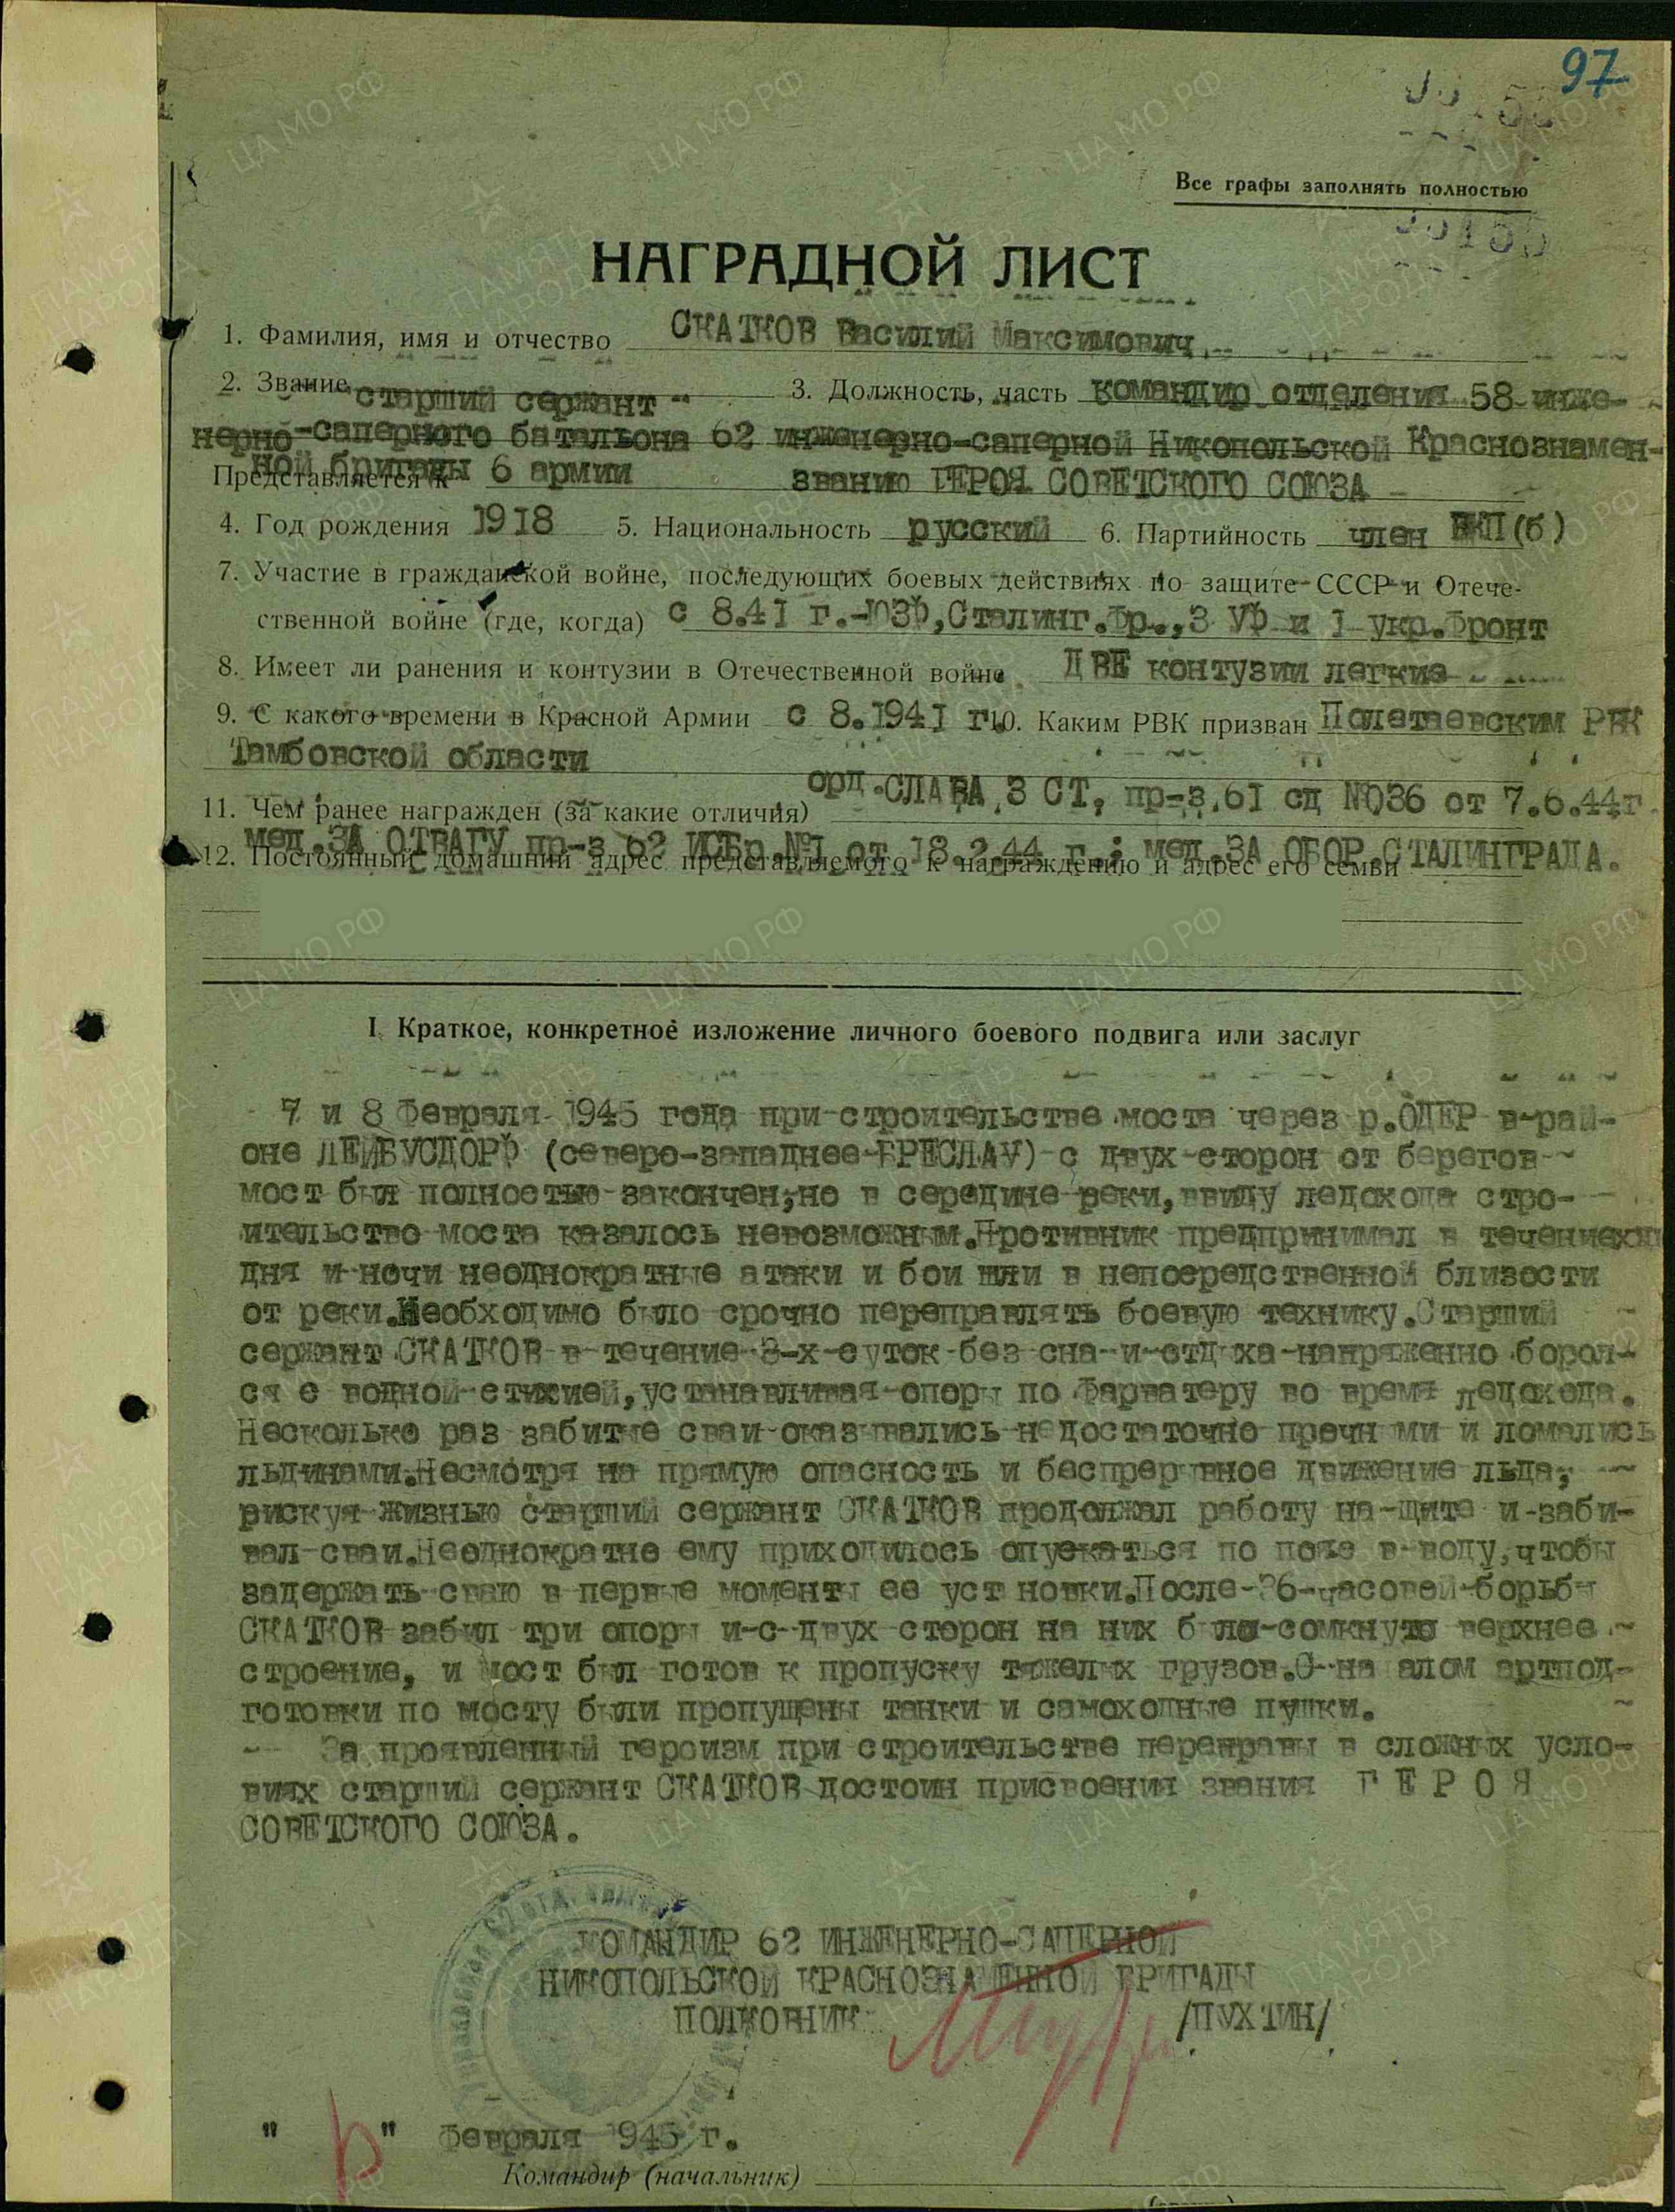 97
Все графы заполнять полностью
НАГРАДНОЙ ЛИСТ
1. Фамилия, имя и отчество СКАТКОВ Василий Максимович
2. Звание старший сержант 3. Должность, часть командир отделения 58 инже-
нерно-саперного батальона 62 инженерно-саперной Никопольской Краснознамен-
ной бригады 6 армии
Представляется к званию ГЕРОЯ СОВЕТСКОГО СОЮЗА
4. Год рождения 1918 5. Национальность русский 6. Партийность член ВКП(б)
7. Участие в гражданской войне, последующих боевых действиях по защите СССР и Отече-
ственной войне (где, когда) с 8.41 г.-ЮЗФ,Сталинг.Фр.,3 УФ и I укр.Фронт
8. Имеет ли ранения и контузии в Отечественной войне ДВЕ контузии легкие
9. С какого времени в Красной Армии с 8.1941 г. 10. Каким РВК призван Полетаевским РВК
Тамбовской области
11. Чем ранее награжден (за какие отличия) орд.СЛАВА 3 СТ, пр-з.61 сд №036 от 7.6.44г.
мед.ЗА ОТВАГУ пр-з 62 ИСБр.№1 от 18.2.44 г.; мед.ЗА ОБОР.СТАЛИНГРАДА.
12. Постоянный домашний адрес представляемого к награждению и адрес его семьи
I. Краткое, конкретное изложение личного боевого подвига или заслуг
7 и 8 февраля 1945 года при строительстве моста через р.ОДЕР в рай-
оне ЛЕЙБУСДОРФ (северо-западнее БРЕСЛАУ) с двух сторон от берегов
мост был полностью закончен,но в середине реки,ввиду ледохода стро-
ительство моста казалось невозможным.Противник предпринимал в течение
дня и ночи неоднократные атаки и бои шли в непосредственной близости
от реки.Необходимо было срочно переправлять боевую технику.Старший
сержант СКАТКОВ в течение 3-х суток без сна и отдыха напряженно борол-
ся с водной стихией,устанавливая опоры по фарватеру во время ледохода.
Несколько раз забитые сваи оказывались недостаточно прочными и ломались
льдинами.Несмотря на прямую опасность и беспрерывное движение льда,
рискуя жизнью старший сержант СКАТКОВ продолжал работу на щите и заби-
вал сваи.Неоднократно ему приходилось опускаться по пояс в воду,чтобы
задержать сваю в первые моменты ее уст новки.После 36-часовой борьбы
СКАТКОВ забил три опоры и с двух сторон на них было сомкнуто верхнее
строение, и мост был готов к пропуску тяжелых грузов.С на алом артпод-
готовки по мосту были пропущены танки и самоходные пушки.
За проявленный героизм при строительстве переправы в сложных усло-
виях старший сержант СКАТКОВ достоин присвоения звания Г Е Р О Я
СОВЕТСКОГО СОЮЗА.
КОМАНДИР 62 ИНЖЕНЕРНО-САПЕРНОЙ
НИКОПОЛЬСКОЙ КРАСНОЗНАМЕННОЙ БРИГАДЫ
ПОЛКОВНИК /ПУХТИН/
" " февраля 1945 г.
Командир (начальник)